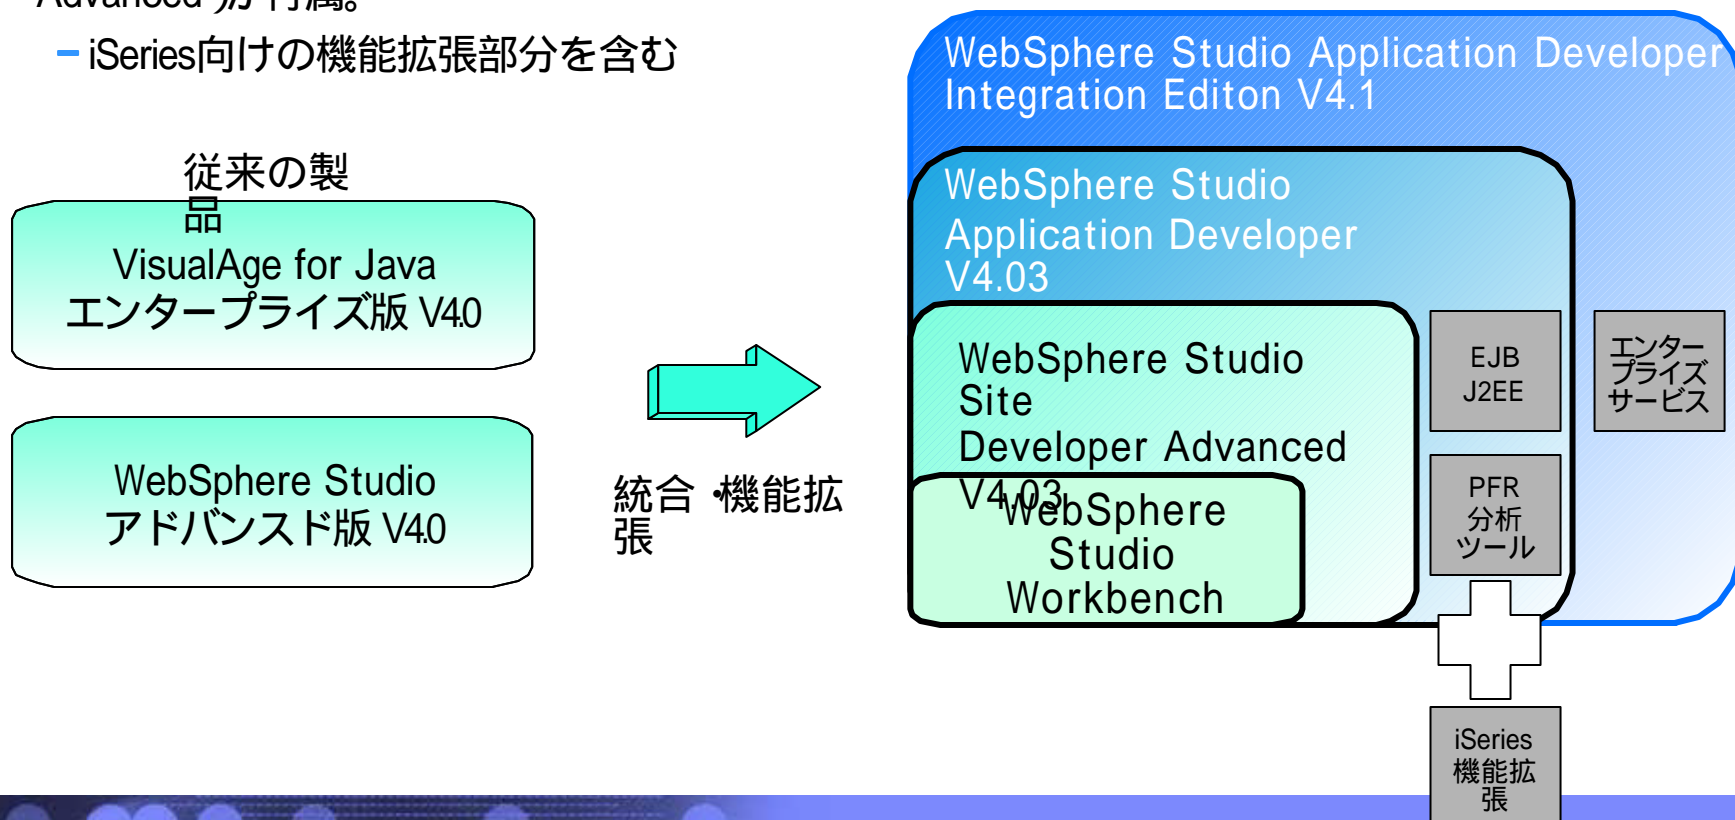 Advanced)が付属。
– iSeries向けの機能拡張部分を含む
従来の製
品
VisualAge for Java
エンタープライズ版 V4.0
WebSphere Studio
アドバンスド版 V4.0
統合・機能拡
張
WebSphere Studio Application Developer
Integration Editon V4.1
WebSphere Studio
Application Developer
V4.03
WebSphere Studio
Site
Developer Advanced
V4.03
WebSphere
Studio
Workbench
EJB
J2EE
PFR
分析
ツール
エンター
プライズ
サービス
iSeries
機能拡
張